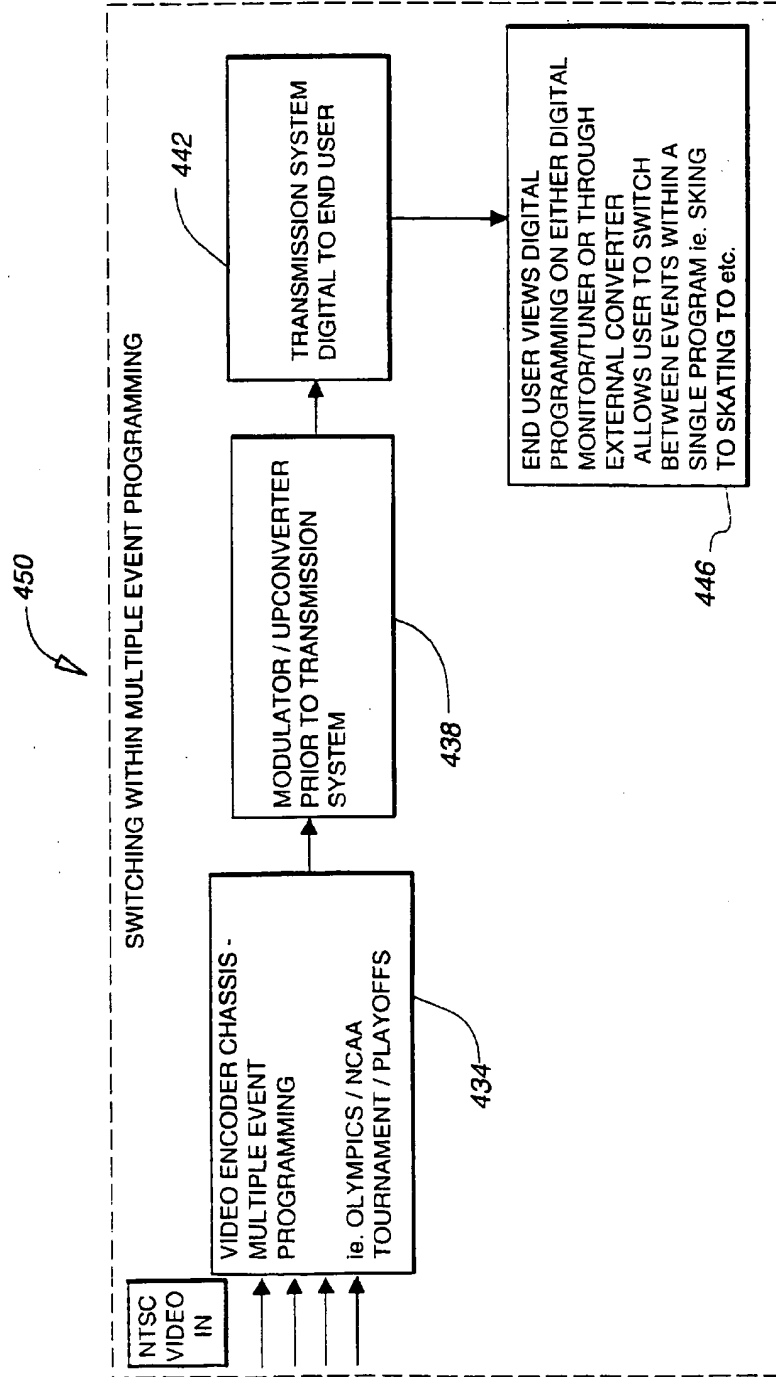 450
SWITCHING WITHIN MULTIPLE EVENT PROGRAMMING
NTSC
VIDEO
IN
VIDEO ENCODER CHASSIS -
MULTIPLE EVENT
PROGRAMMING
ie. OLYMPICS / NCAA
TOURNAMENT / PLAYOFFS
434
MODULATOR / UPCONVERTER
PRIOR TO TRANSMISSION
SYSTEM
438
442
TRANSMISSION SYSTEM
DIGITAL TO END USER
END USER VIEWS DIGITAL
PROGRAMMING ON EITHER DIGITAL
MONITOR/TUNER OR THROUGH
EXTERNAL CONVERTER
ALLOWS USER TO SWITCH
BETWEEN EVENTS WITHIN A
SINGLE PROGRAM ie. SKING
TO SKATING TO etc.
446